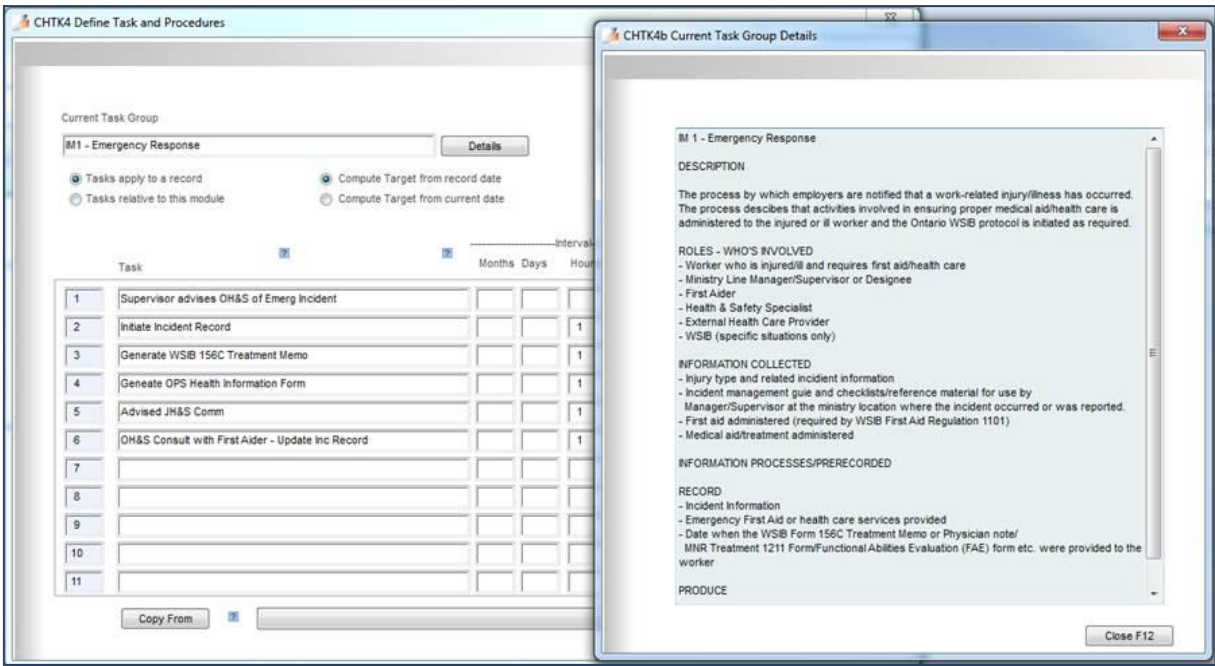 CHTK4 Define Task and Procedures
Current Task Group
IM1 - Emergency Response
Details
Tasks apply to a record
Compute Target from record date
Tasks relative to this module
Compute Target from current date
?
?
-Interval-
Task
Months Days Hour
1 Supervisor advises OH&S of Emerg Incident
2 Initiate Incident Record 1
3 Generate WSIB 156C Treatment Memo 1
4 Geneate OPS Health Information Form 1
5 Advised JH&S Comm 1
6 OH&S Consult with First Aider - Update Inc Record 1
7
8
9
10
11
Copy From ?
CHTK4b Current Task Group Details
IM 1 - Emergency Response
DESCRIPTION
The process by which employers are notified that a work-related injury/illness has occurred.
The process descibes that activities involved in ensuring proper medical aid/health care is
administered to the injured or ill worker and the Ontario WSIB protocol is initiated as required.
ROLES - WHO'S INVOLVED
- Worker who is injured/ill and requires first aid/health care
- Ministry Line Manager/Supervisor or Designee
- First Aider
- Health & Safety Specialist
- External Health Care Provider
- WSIB (specific situations only)
INFORMATION COLLECTED
- Injury type and related incidient information
- Incident management guie and checklists/reference material for use by
Manager/Supervisor at the ministry location where the incident occurred or was reported.
- First aid administered (required by WSIB First Aid Regulation 1101)
- Medical aid/treatment administered
INFORMATION PROCESSES/PRERECORDED
RECORD
- Incident Information
- Emergency First Aid or health care services provided
- Date when the WSIB Form 156C Treatment Memo or Physician note/
MNR Treatment 1211 Form/Functional Abilities Evaluation (FAE) form etc. were provided to the
worker
PRODUCE
Close F12